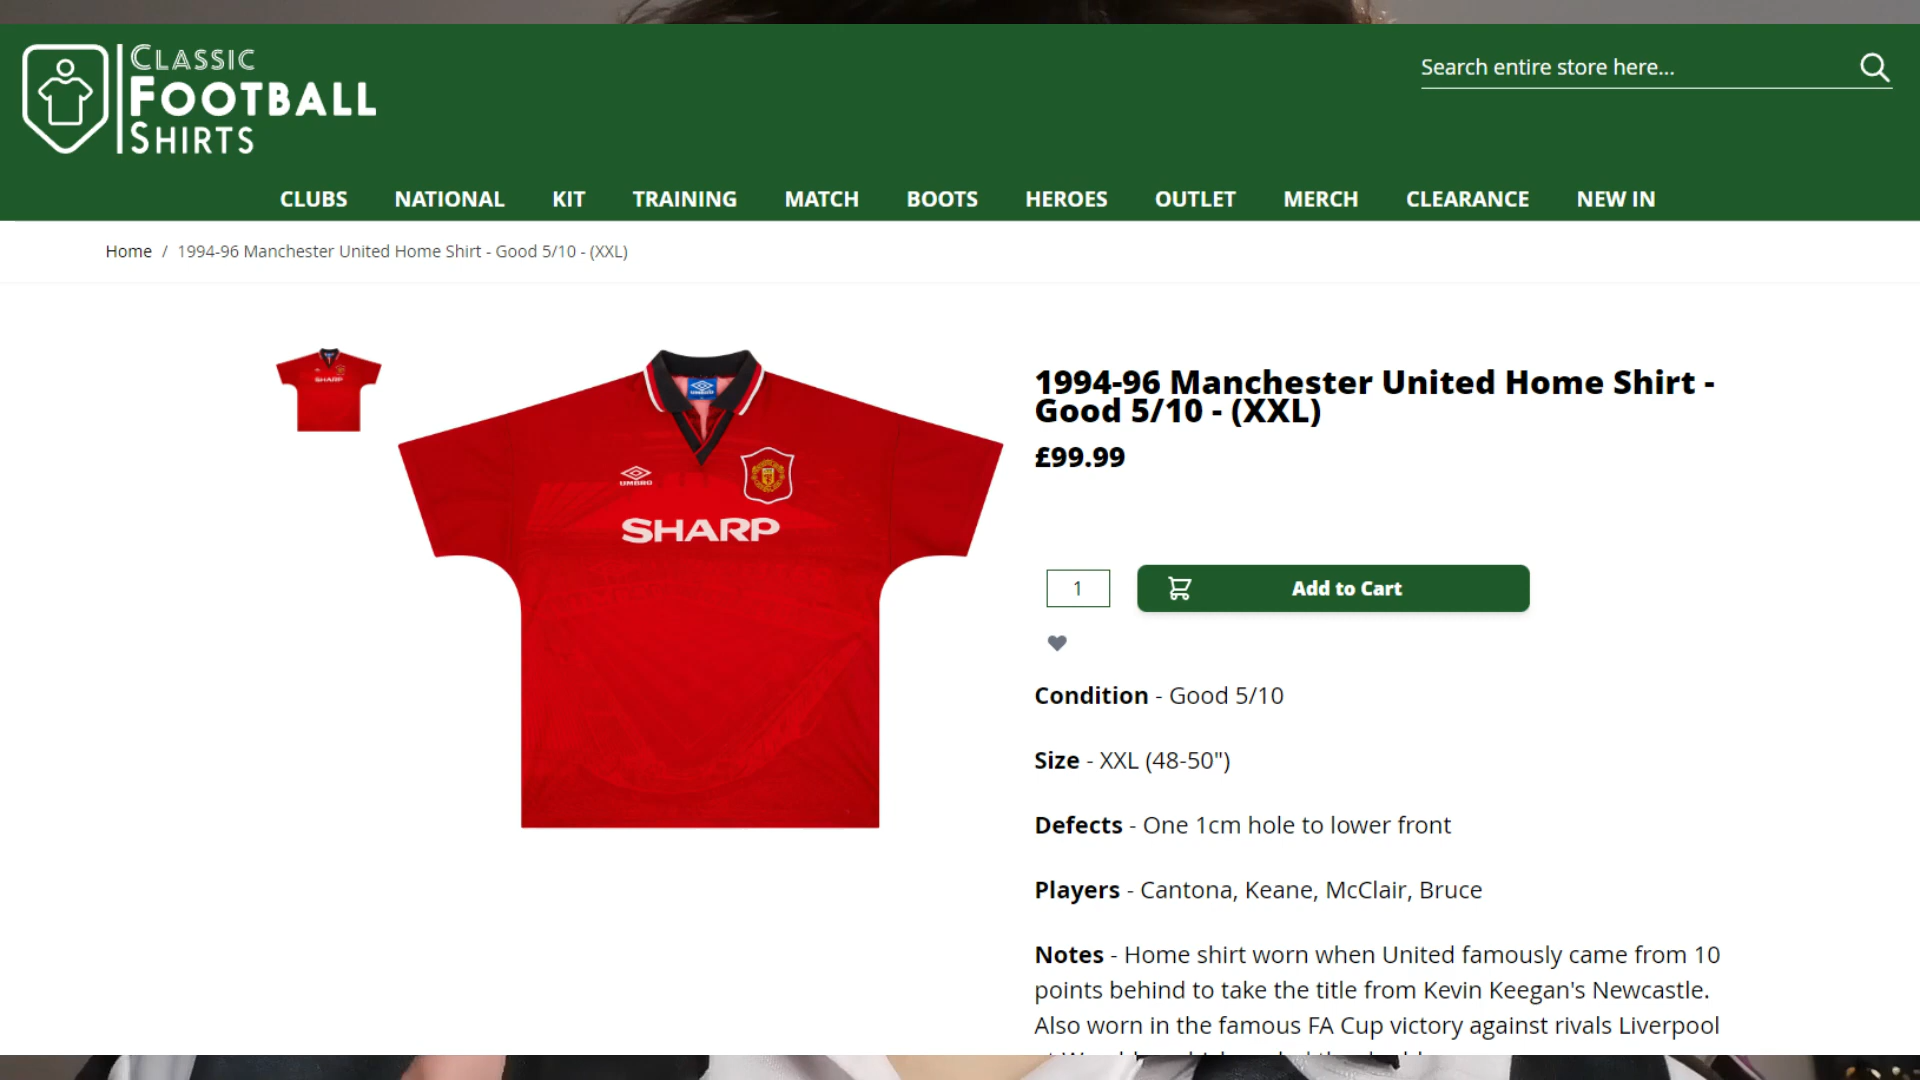 CLASSIC
FOOTBALL
SHIRTS
Search entire store here...
CLUBS NATIONAL KIT TRAINING MATCH BOOTS HEROES OUTLET MERCH CLEARANCE NEW IN
Home / 1994-96 Manchester United Home Shirt - Good 5/10 - (XXL)
SHARP
UMBRO
UMBRO
SHARP
1994-96 Manchester United Home Shirt -
Good 5/10 - (XXL)
£99.99
1
Add to Cart
Condition - Good 5/10
Size - XXL (48-50")
Defects - One 1cm hole to lower front
Players - Cantona, Keane, McClair, Bruce
Notes - Home shirt worn when United famously came from 10
points behind to take the title from Kevin Keegan's Newcastle.
Also worn in the famous FA Cup victory against rivals Liverpool